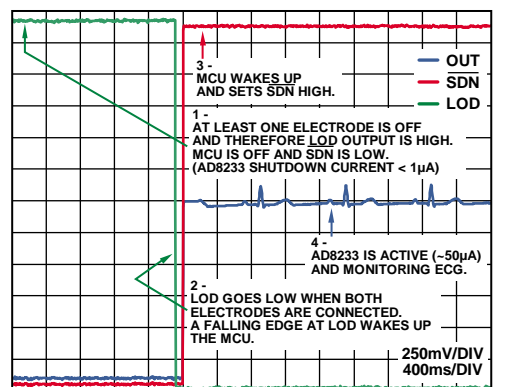 OUT
SDN
LOD
3 -
MCU WAKES UP
AND SETS SDN HIGH.
1 -
AT LEAST ONE ELECTRODE IS OFF
AND THEREFORE LOD OUTPUT IS HIGH.
MCU IS OFF AND SDN IS LOW.
(AD8233 SHUTDOWN CURRENT < 1µA)
4 -
AD8233 IS ACTIVE (~50µA)
AND MONITORING ECG.
2 -
LOD GOES LOW WHEN BOTH
ELECTRODES ARE CONNECTED.
A FALLING EDGE AT LOD WAKES UP
THE MCU.
250mV/DIV
400ms/DIV